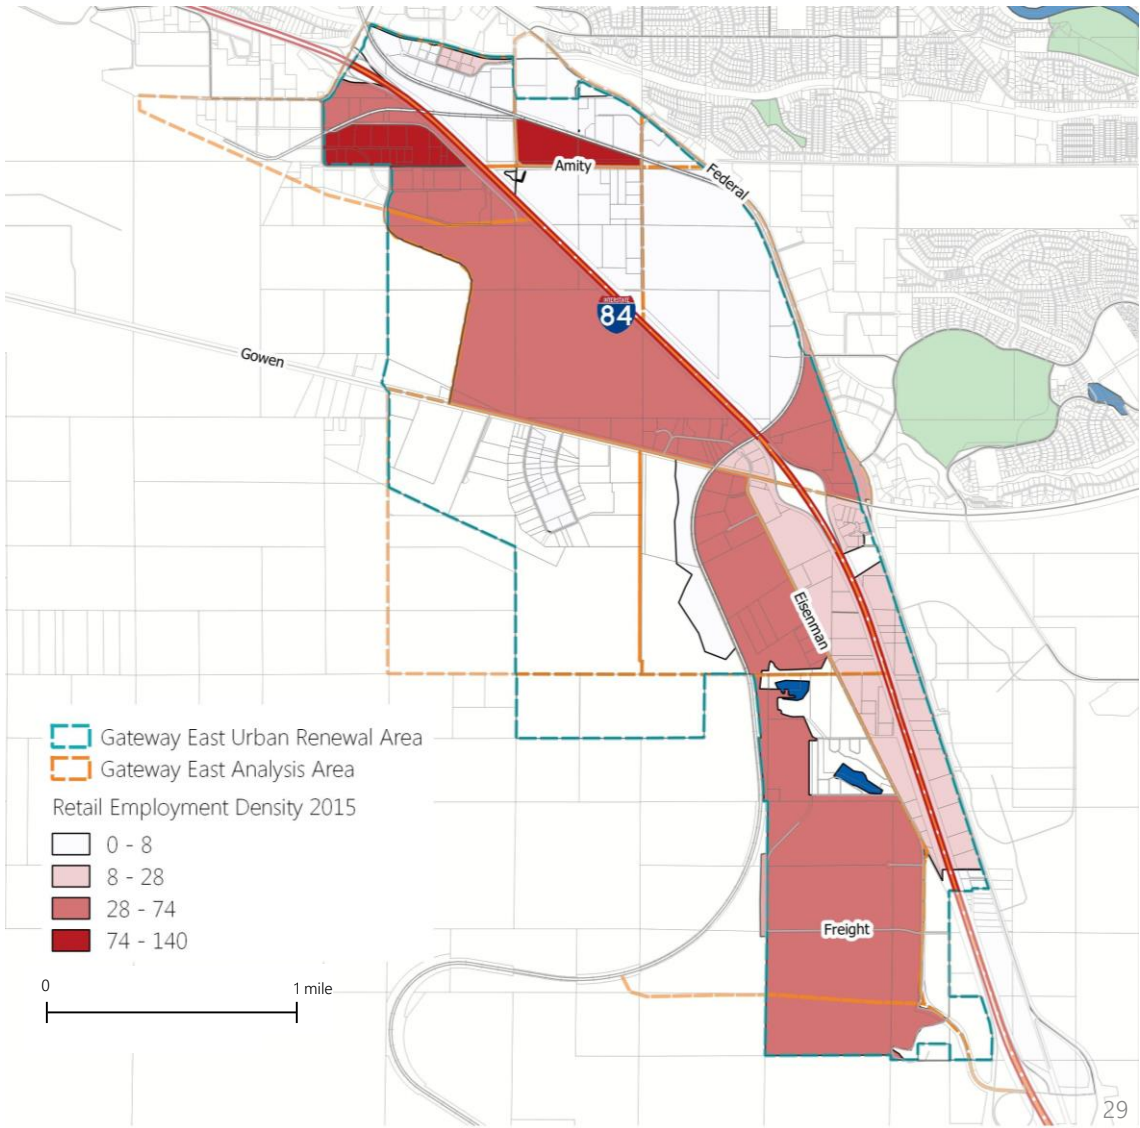 Amity
Federal
INTERSTATE
84
Gowen
Eisenman
Gateway East Urban Renewal Area
Gateway East Analysis Area
Retail Employment Density 2015
0 - 8
8 - 28
28 - 74
74 - 140
Freight
0
1 mile
29